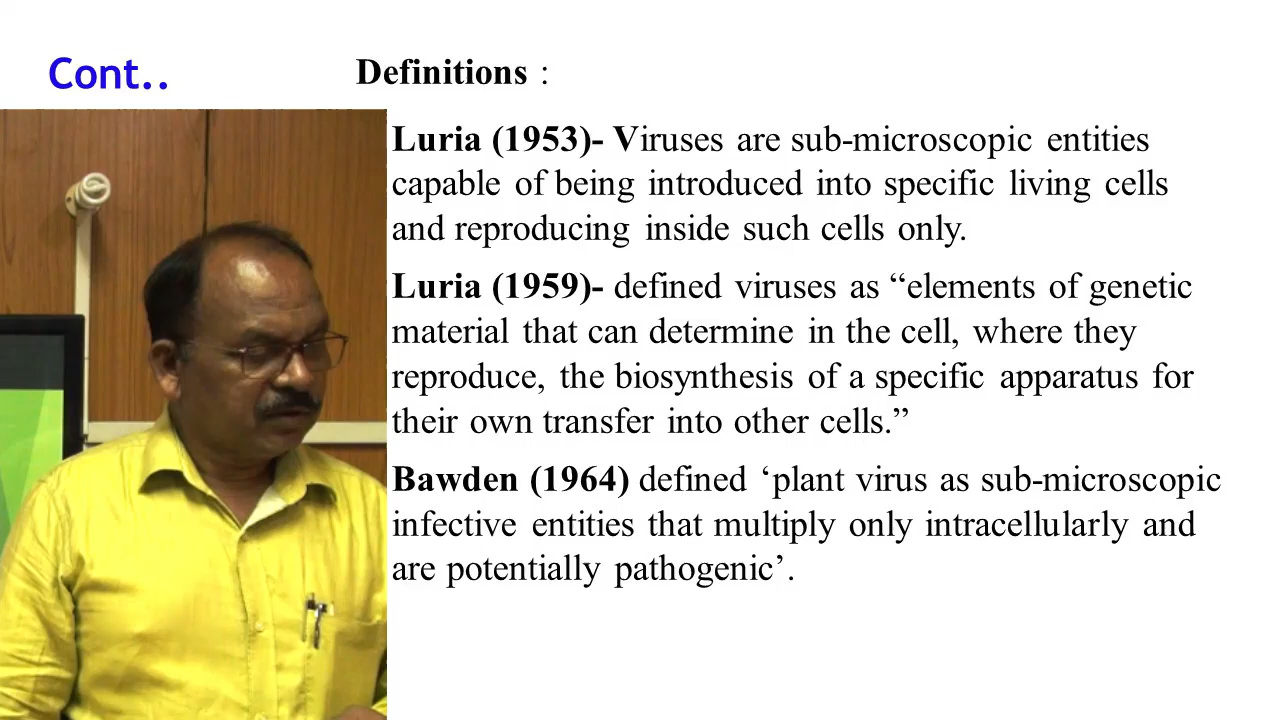 Cont..
Definitions :
Luria (1953)- Viruses are sub-microscopic entities
capable of being introduced into specific living cells
and reproducing inside such cells only.
Luria (1959)- defined viruses as “elements of genetic
material that can determine in the cell, where they
reproduce, the biosynthesis of a specific apparatus for
their own transfer into other cells.”
Bawden (1964) defined ‘plant virus as sub-microscopic
infective entities that multiply only intracellularly and
are potentially pathogenic’.